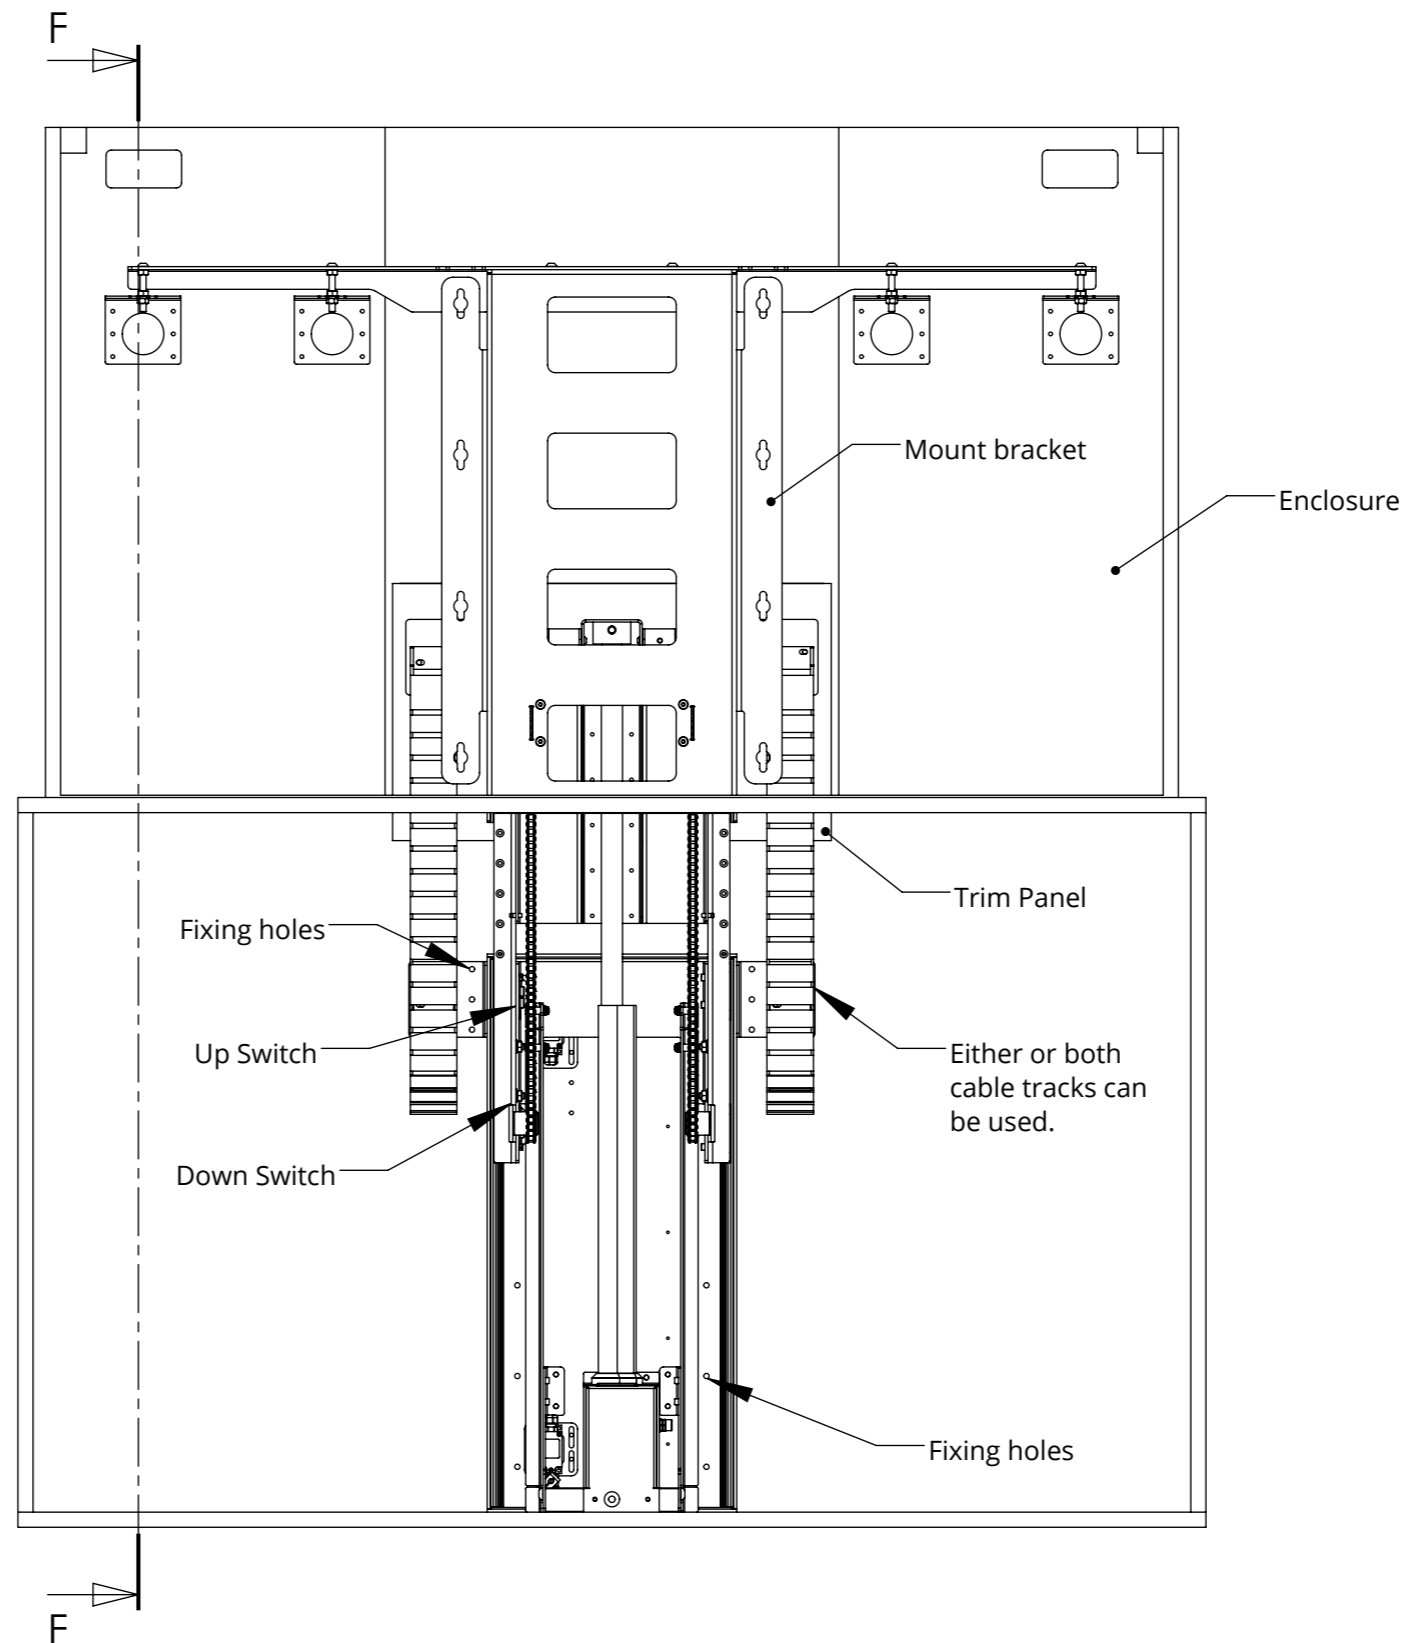 F
Mount bracket
Enclosure
Trim Panel
Fixing holes
Up Switch
Either or both
cable tracks can
be used.
Down Switch
Fixing holes
F